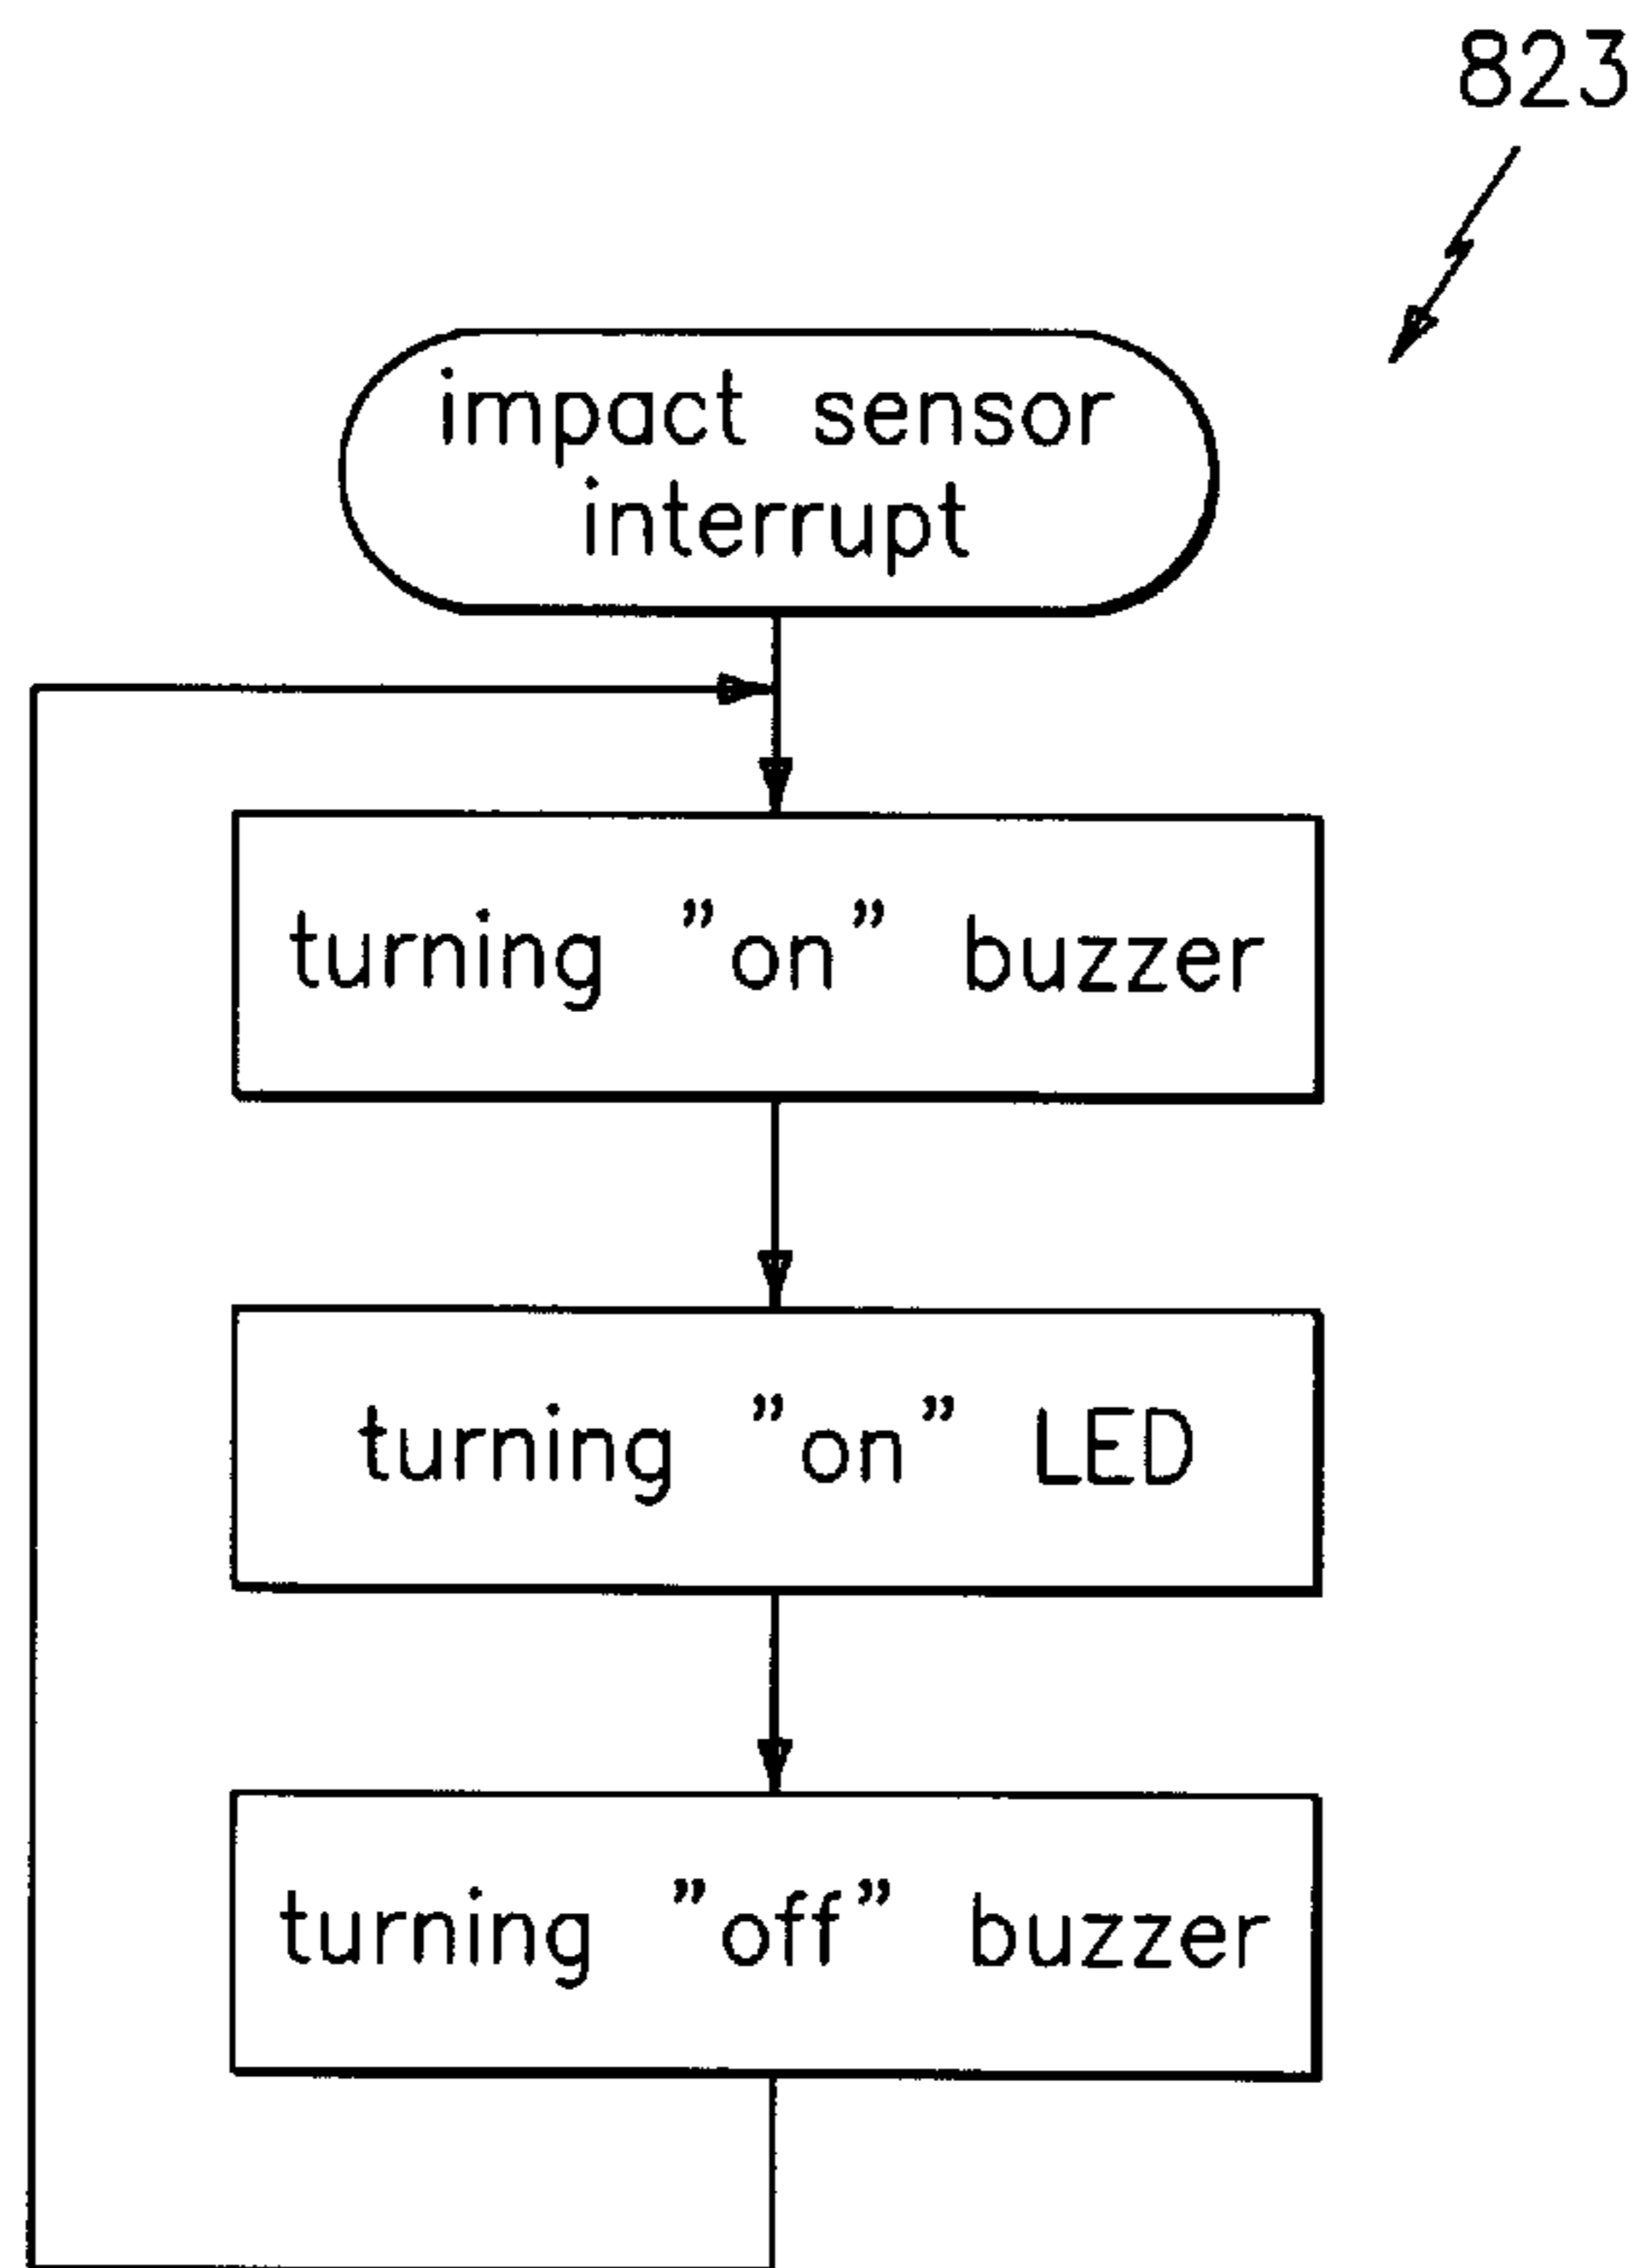 823
impact sensor
interrupt
turning ”on” buzzer
turning ”on” LED
turning ”off” buzzer